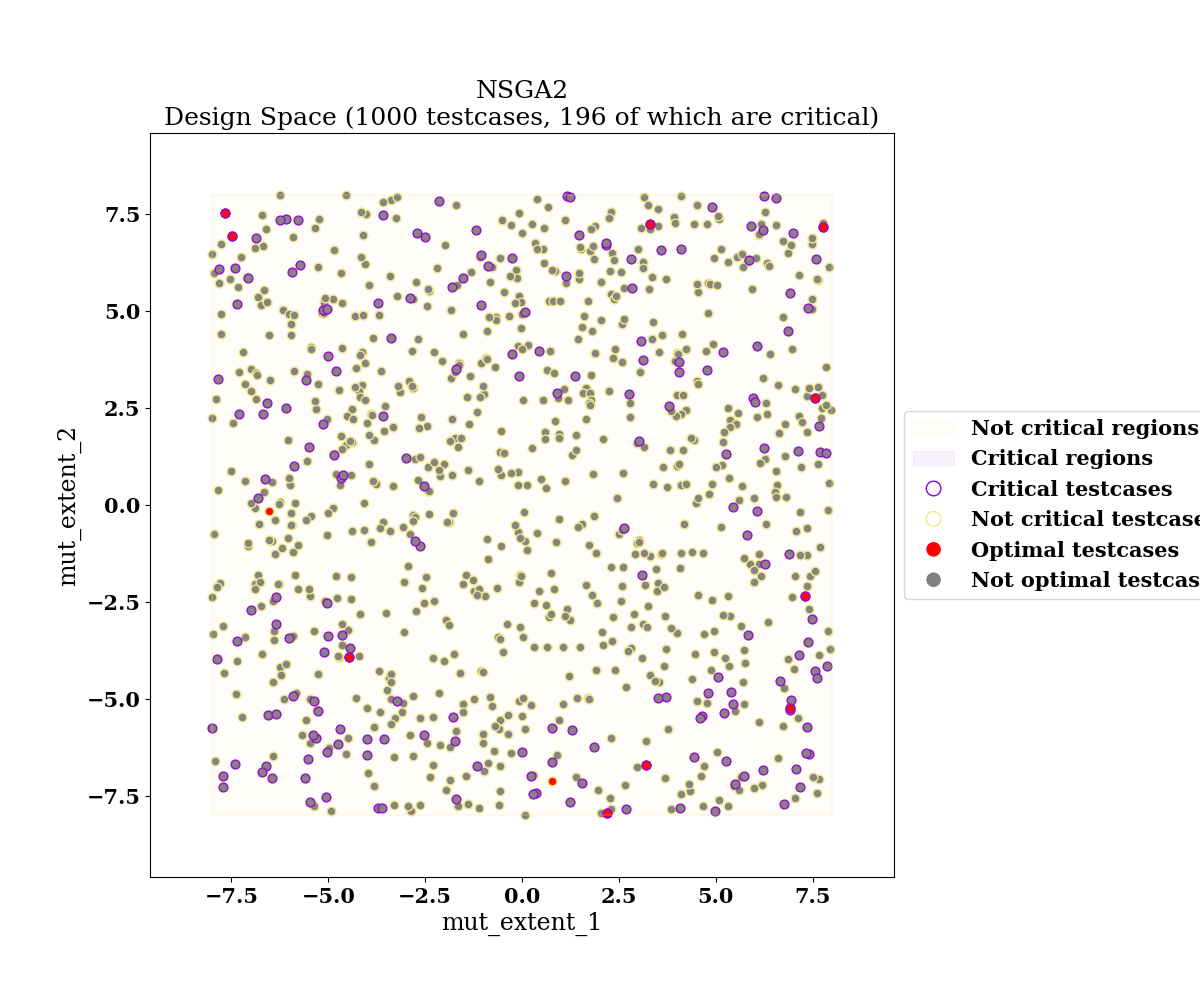 NSGA2
Design Space (1000 testcases, 196 of which are critical)
7.5
5.0
2.5
0.0
−2.5
−5.0
−7.5
mut_extent_2
−7.5 −5.0 −2.5 0.0 2.5 5.0 7.5
mut_extent_1
Not critical regions
Critical regions
Critical testcases
Not critical testcase
Optimal testcases
Not optimal testcas